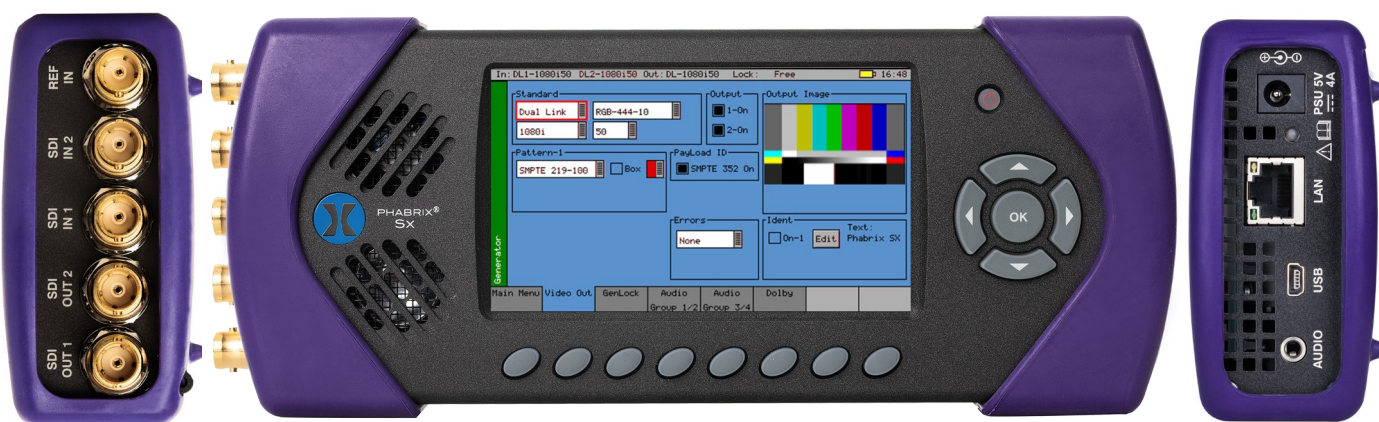 REF
IN
SDI
IN 2
SDI
IN 1
SDI
OUT 2
SDI
OUT 1
PHABRIX®
SX
In: DL1-1080i50 DL2-1080i50 Out: DL-1080i50 Lock: Free 16:48
Standard
Dual Link RGB-444-10
1080i 50
Output
1-On
2-On
Output Image
Pattern-1
SMPTE 219-100 Box
PayLoad ID
SMPTE 352 On
Errors
None
Ident
On-1 Edit Text:
Phabrix SX
Generator
Main Menu Video Out GenLock Audio Audio Dolby
Group 1/2 Group 3/4
OK
PSU 5V
4A
LAN
USB
AUDIO